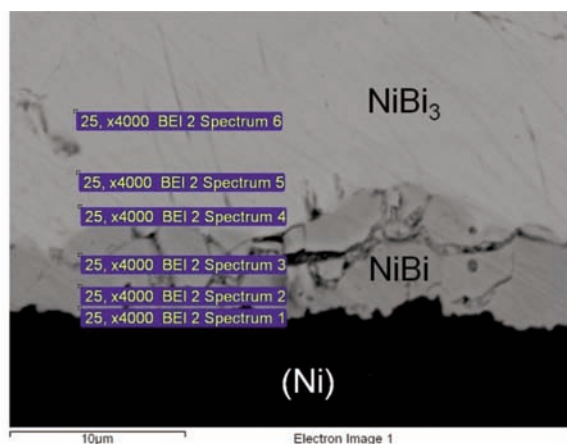 NiBi3
25, x4000 BEI 2 Spectrum 6
25, x4000 BEI 2 Spectrum 5
25, x4000 BEI 2 Spectrum 4
25, x4000 BEI 2 Spectrum 3
NiBi
25, x4000 BEI 2 Spectrum 2
25, x4000 BEI 2 Spectrum 1
(Ni)
10µm
Electron Image 1